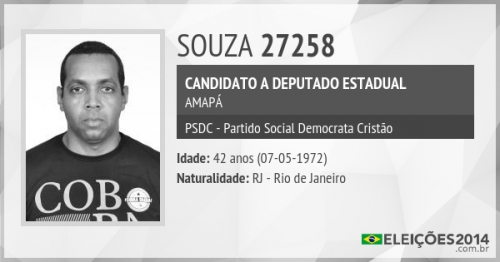 SOUZA 27258
CANDIDATO A DEPUTADO ESTADUAL
AMAPÁ
PSDC - Partido Social Democrata Cristão
Idade: 42 anos (07-05-1972)
Naturalidade: RJ - Rio de Janeiro
COB
ELEIÇÕES2014
.com.br